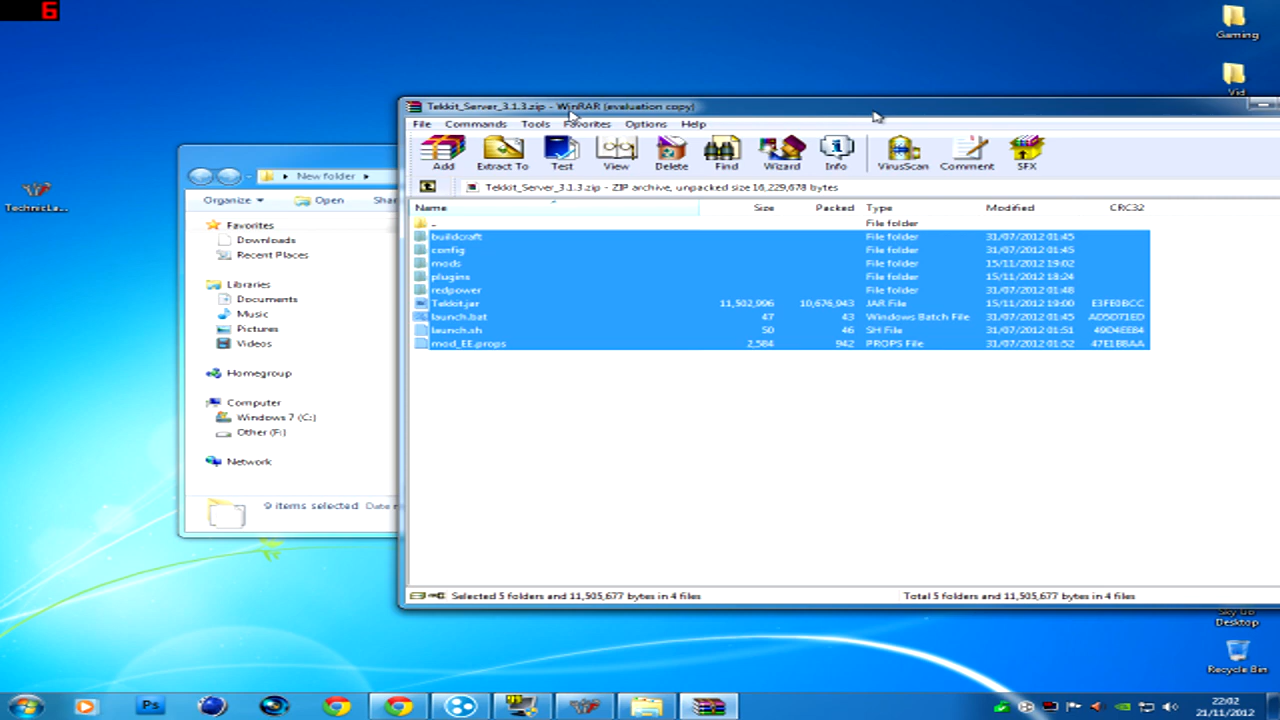 6
Gaming
Vid
Tekkit_Server_3.1.3.zip - WinRAR (evaluation copy)
File Commands Tools Favorites Options Help
Add Extract To Test View Delete Find Wizard Info VirusScan Comment SFX
Tekkit_Server_3.1.3.zip - ZIP archive, unpacked size 16,229,678 bytes
Name Size Packed Type Modified CRC32
.. File folder
buildcraft File folder 31/07/2012 01:45
config File folder 31/07/2012 01:45
mods File folder 15/11/2012 19:02
plugins File folder 15/11/2012 18:24
redpower File folder 31/07/2012 01:48
Tekkit.jar 11,502,996 10,676,943 JAR File 15/11/2012 19:00 E3FE0BCC
launch.bat 47 43 Windows Batch File 31/07/2012 01:45 AD5D71ED
launch.sh 50 46 SH File 31/07/2012 01:51 49D4EE84
mod_EE.props 2,584 942 PROPS File 31/07/2012 01:52 47E1B8AA
Selected 5 folders and 11,505,677 bytes in 4 files
Total 5 folders and 11,505,677 bytes in 4 files
New folder
Organize Open Shar
Favorites
Downloads
Recent Places
Libraries
Documents
Music
Pictures
Videos
Homegroup
Computer
Windows 7 (C:)
Other (F:)
Network
9 items selected Date
TechnicLa...
Desktop
Recycle Bin
Ps
22:02
21/11/2012